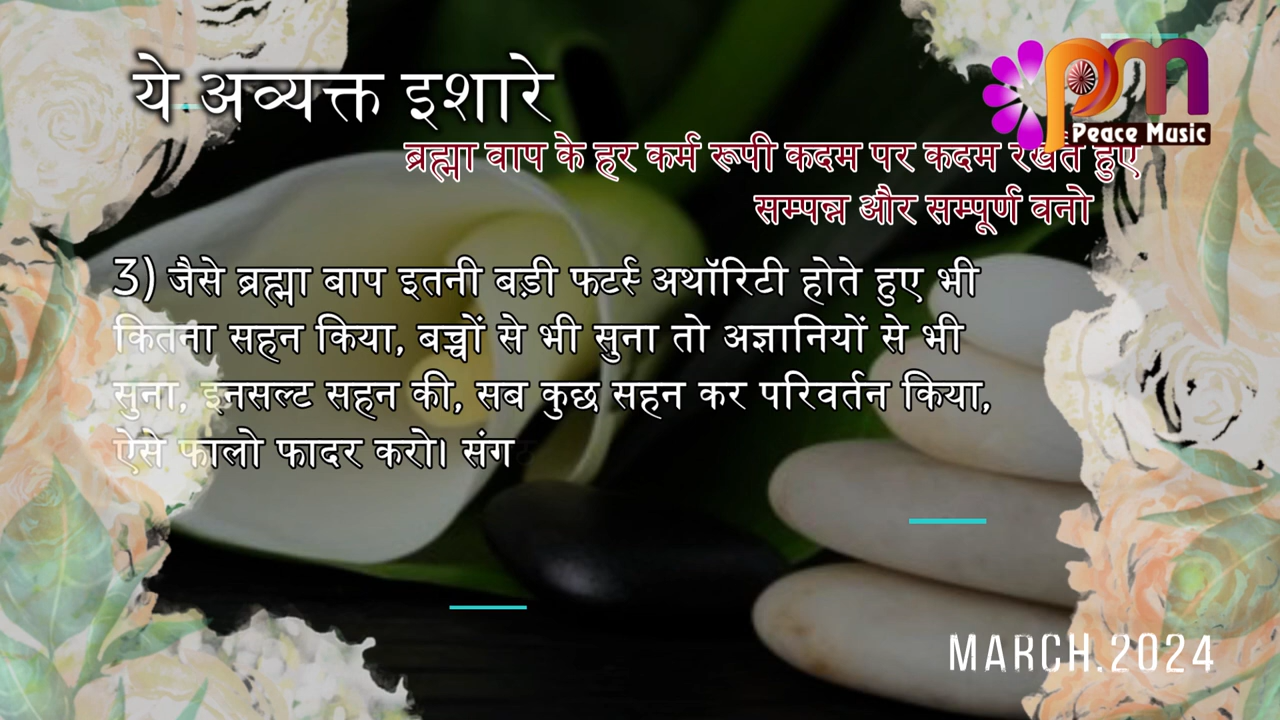 ये अव्यक्त इशारे
Peace Music
ब्रह्मा वाप के हर कर्म रूपी कदम पर कदम रखते हुए
सम्पन्न और सम्पूर्ण वनो
3) जैसे ब्रह्मा बाप इतनी बड़ी फटर्स्ट अथॉरिटी होते हुए भी
कितना सहन किया, बच्चों से भी सुना तो अज्ञानियों से भी
सुना, इनसल्ट सहन की, सब कुछ सहन कर परिवर्तन किया,
ऐसे फालो फादर करो। संग
MARCH.2024